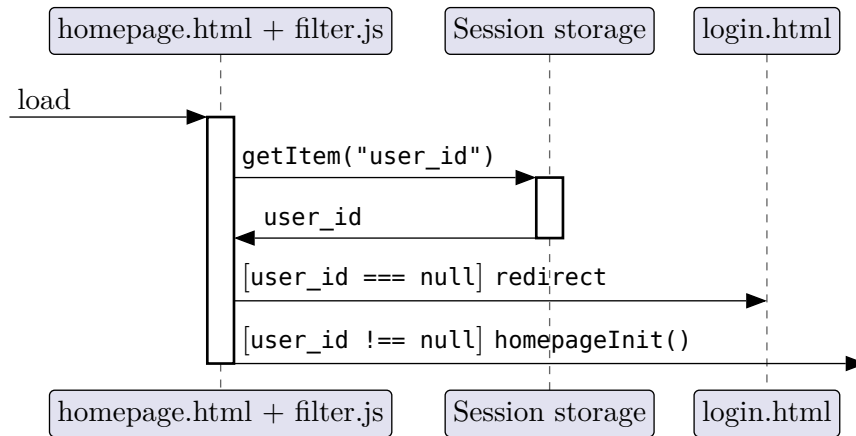 homepage.html + filter.js Session storage login.html
load
getItem("user_id")
user_id
[user_id === null] redirect
[user_id !== null] homepageInit()
homepage.html + filter.js Session storage login.html